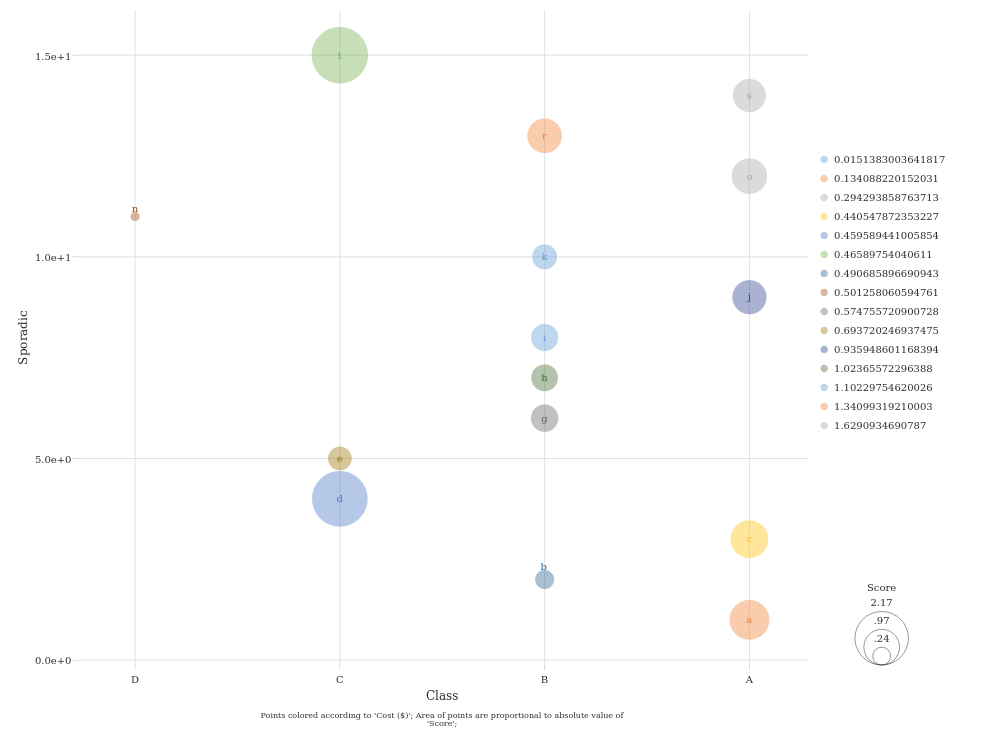 1.5e+1
1.0e+1
5.0e+0
0.0e+0
Sporadic
t
s
r
o
n
k
j
i
h
g
e
d
c
b
a
D C B A
Class
0.0151383003641817
0.134088220152031
0.294293858763713
0.440547872353227
0.459589441005854
0.46589754040611
0.490685896690943
0.501258060594761
0.574755720900728
0.693720246937475
0.935948601168394
1.02365572296388
1.10229754620026
1.34099319210003
1.6290934690787
Score
2.17
.97
.24
Points colored according to 'Cost ($)'; Area of points are proportional to absolute value of
'Score';